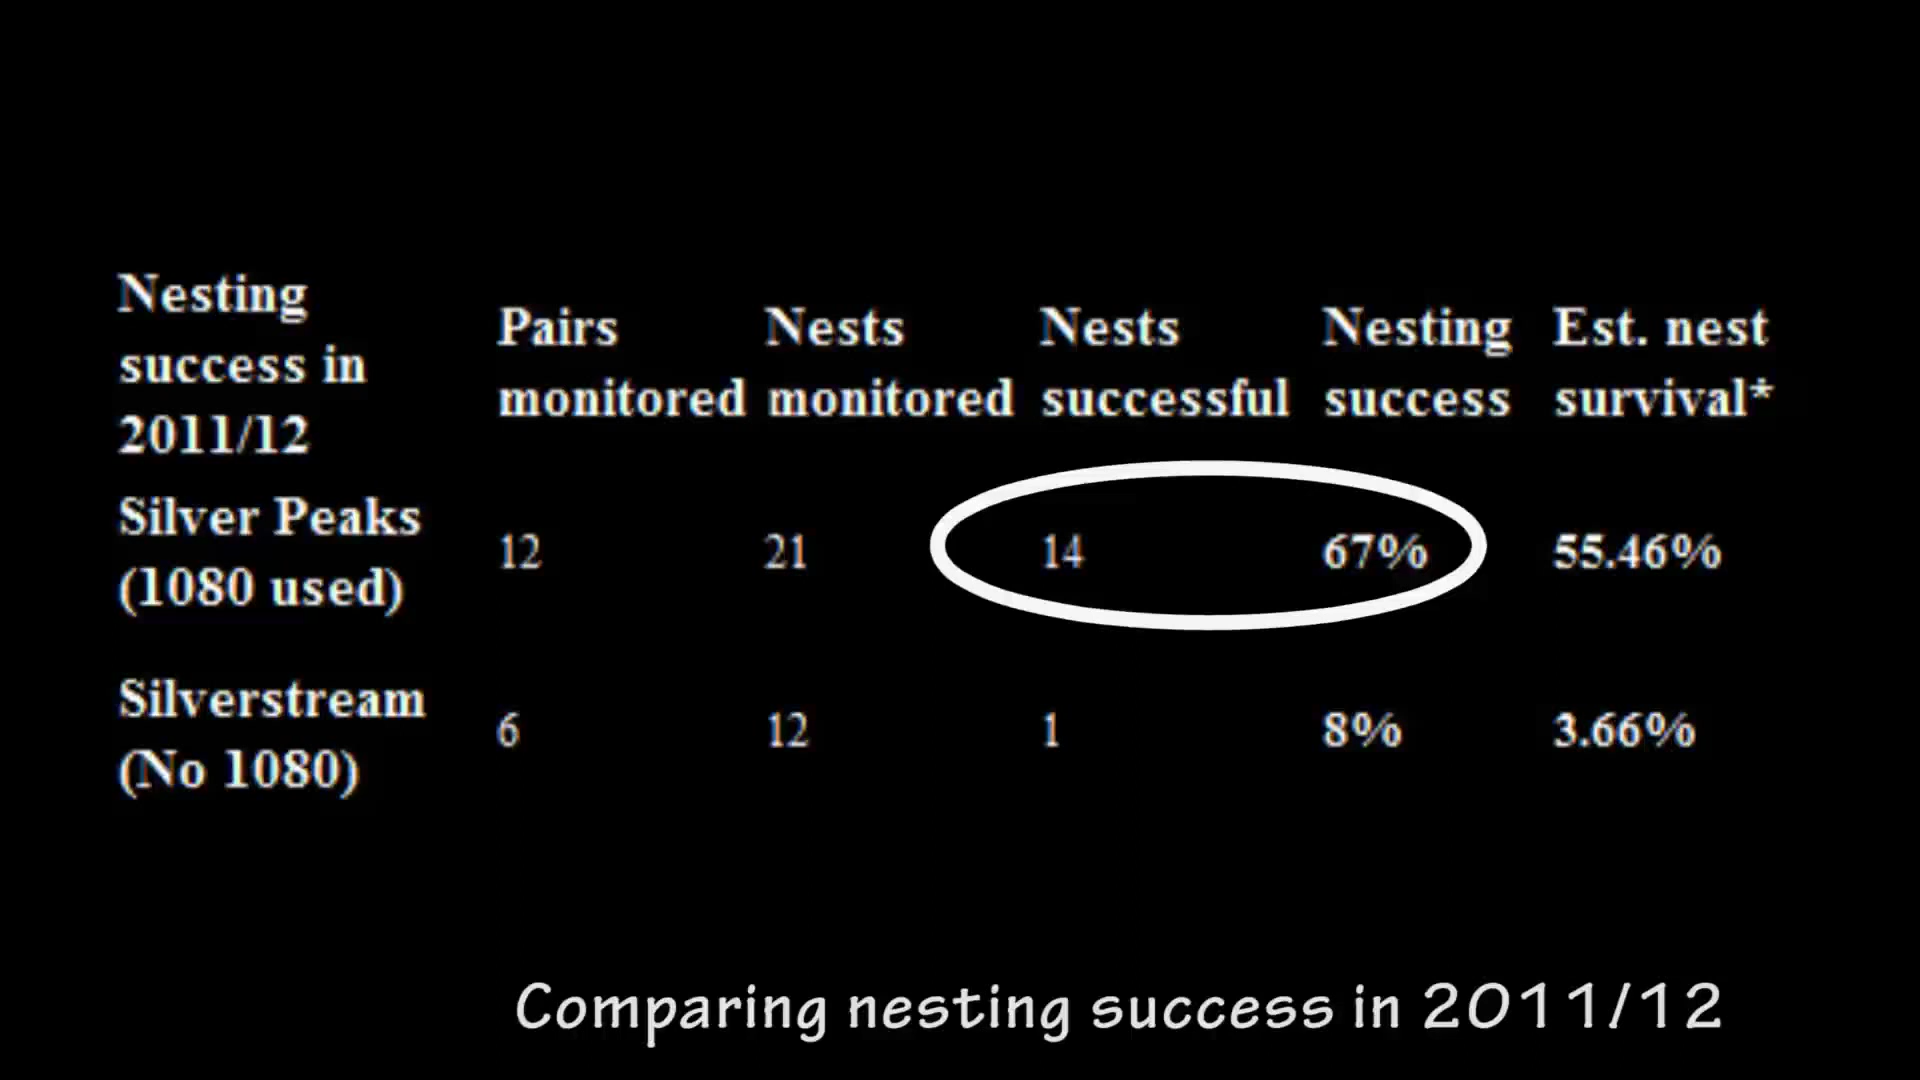 Nesting
success in
2011/12
Pairs
monitored
Nests
monitored
Nests
successful
Nesting
success
Est. nest
survival*
Silver Peaks
(1080 used)
12 21 14 67% 55.46%
Silverstream
(No 1080)
6 12 1 8% 3.66%
Comparing nesting success in 2011/12